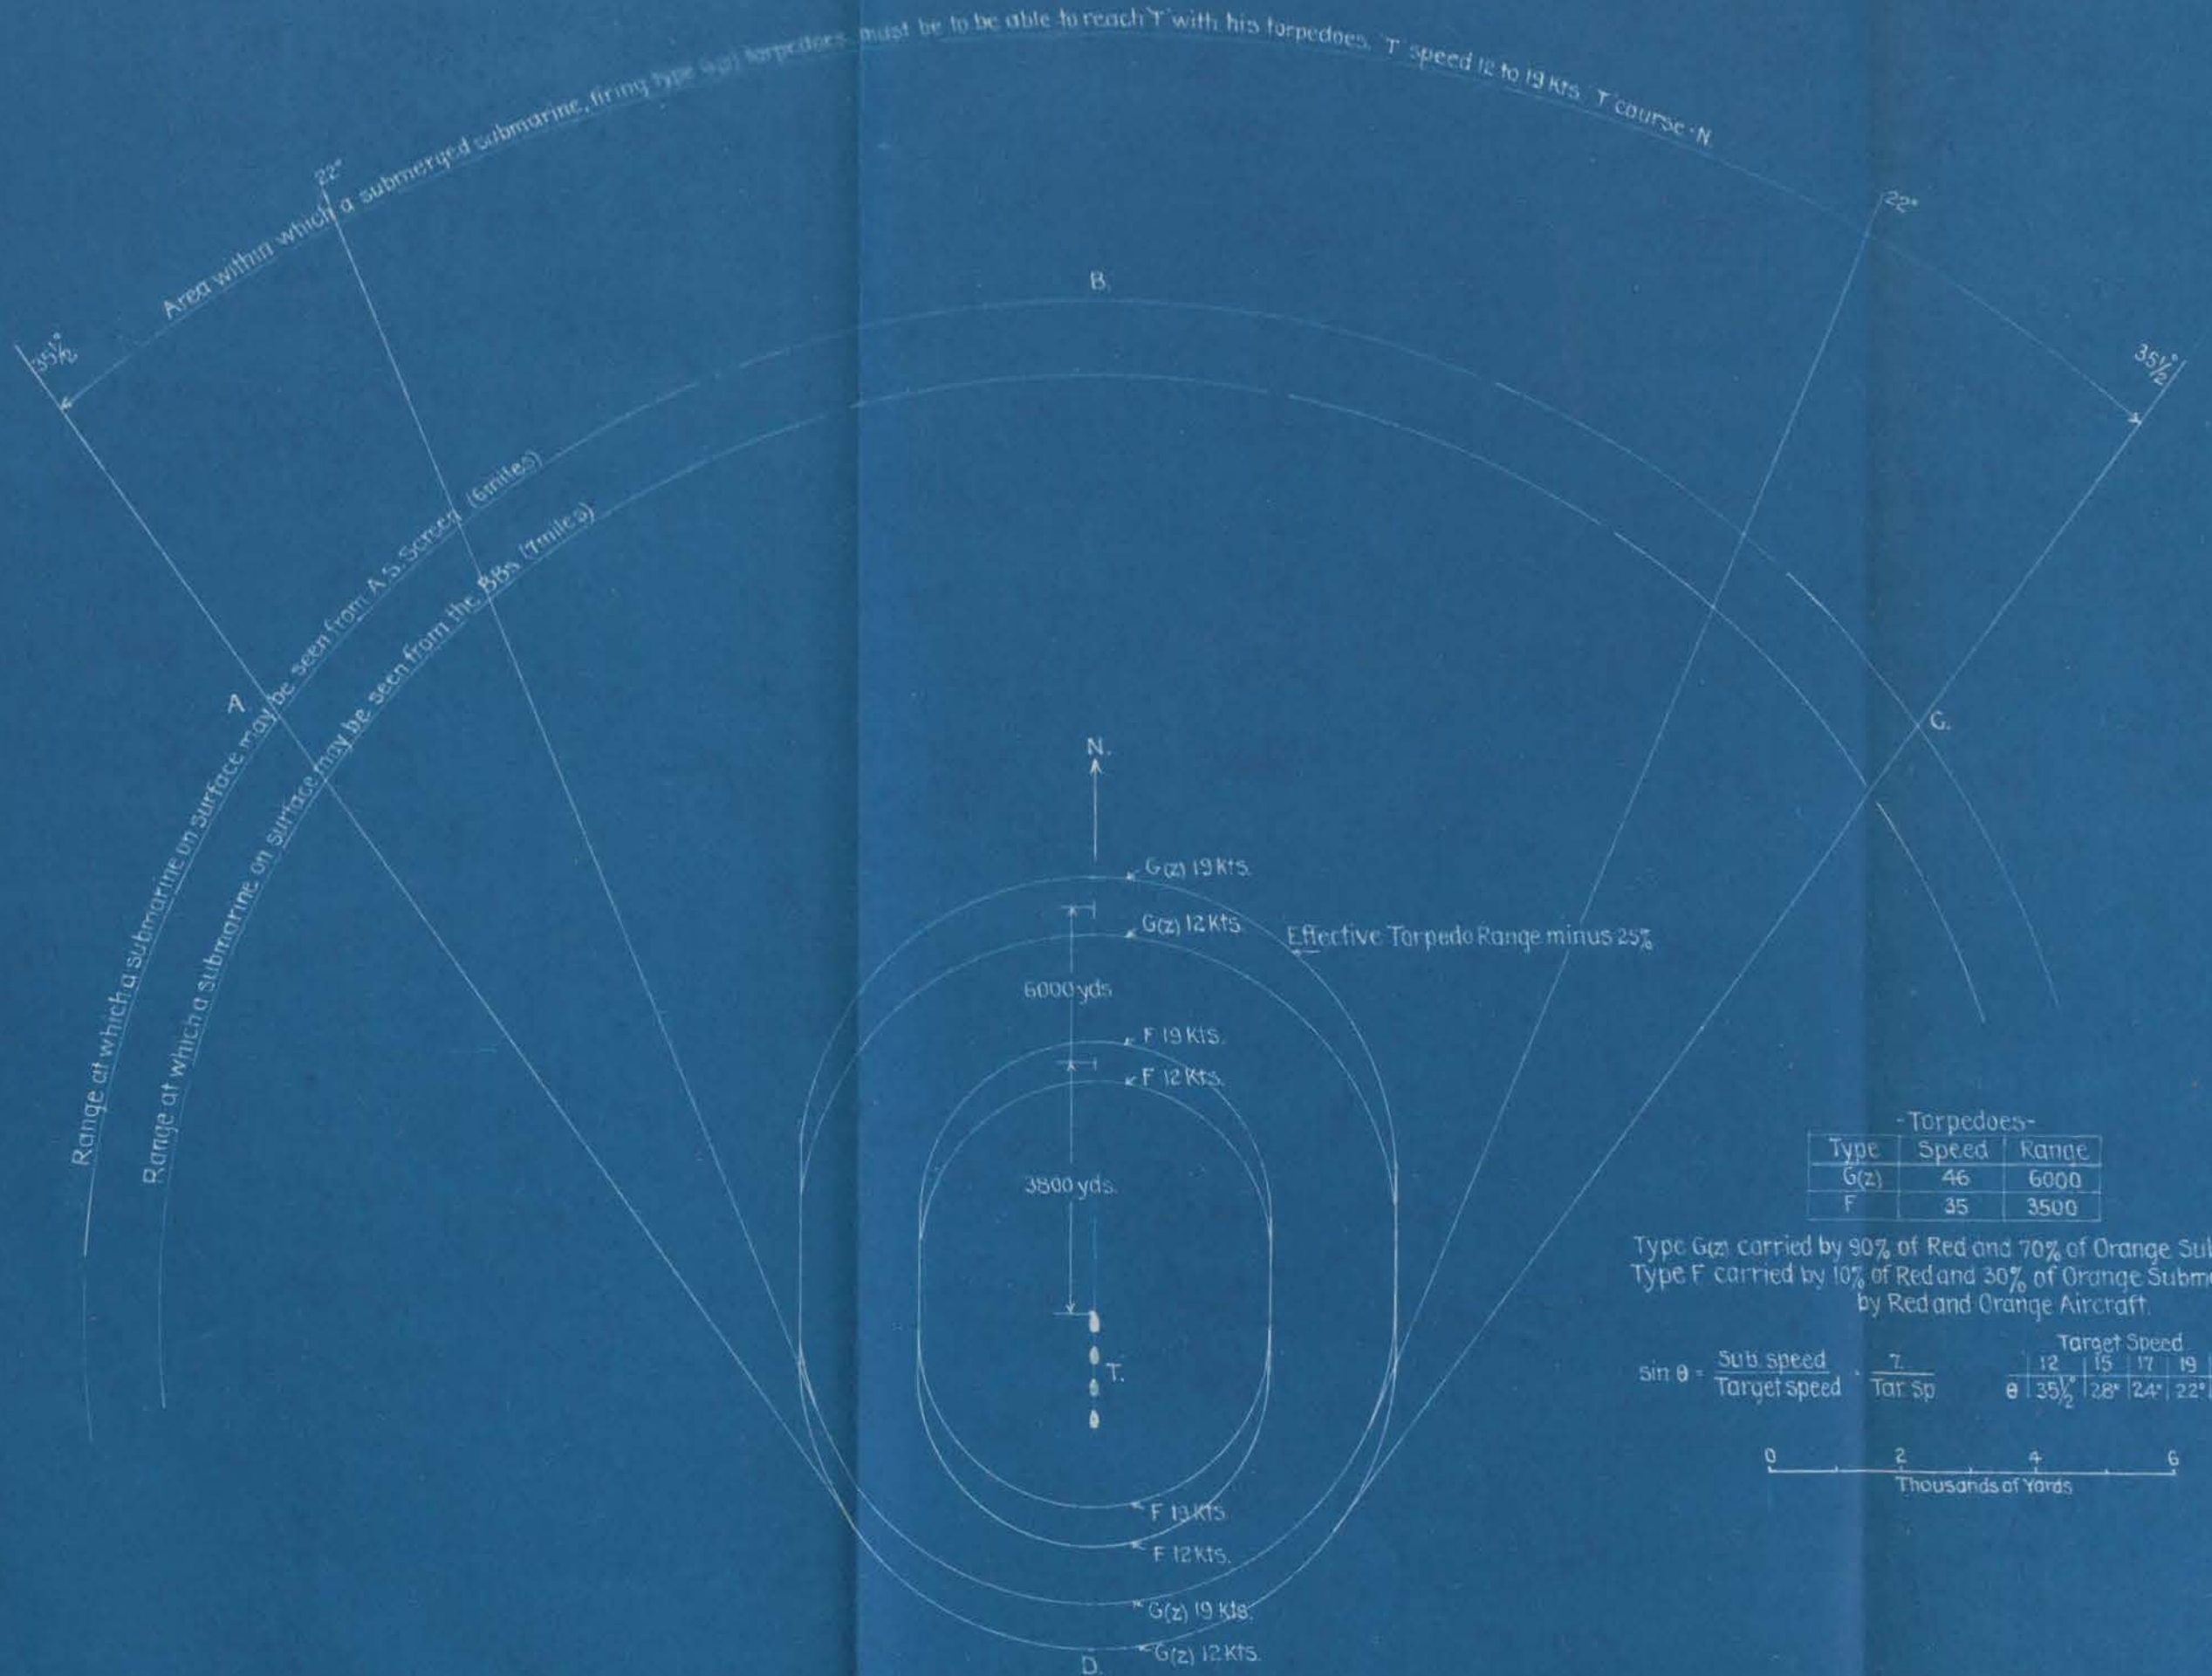 Area within which a submerged submarine, firing type torpedoes must be to be able to reach 'T' with his torpedoes. 'T' speed 12 to 19 Kts. 'T' course - N.
22°
22°
35½°
35½°
B.
Range at which a submarine on surface may be seen from A.S. Screen (6 miles)
Range at which a submarine on surface may be seen from the BBs (7 miles)
A
C.
N.
G(z) 19 Kts.
G(z) 12 Kts.
Effective Torpedo Range minus 25%
6000 yds
F 19 Kts.
F 12 Kts.
3800 yds.
T.
F 19 Kts.
F 12 Kts.
G(z) 19 Kts.
G(z) 12 Kts.
D.
-Torpedoes-
Type Speed Range
G(z) 46 6000
F 35 3500
Type G(z) carried by 90% of Red and 70% of Orange
Type F carried by 10% of Red and 30% of Orange
by Red and Orange Aircraft.
sin θ = Sub speed / Target speed · 7 / Tar. Sp
Target Speed
12 15 17 19
θ 35½° 28° 24° 22°
0 2 4 6
Thousands of Yards